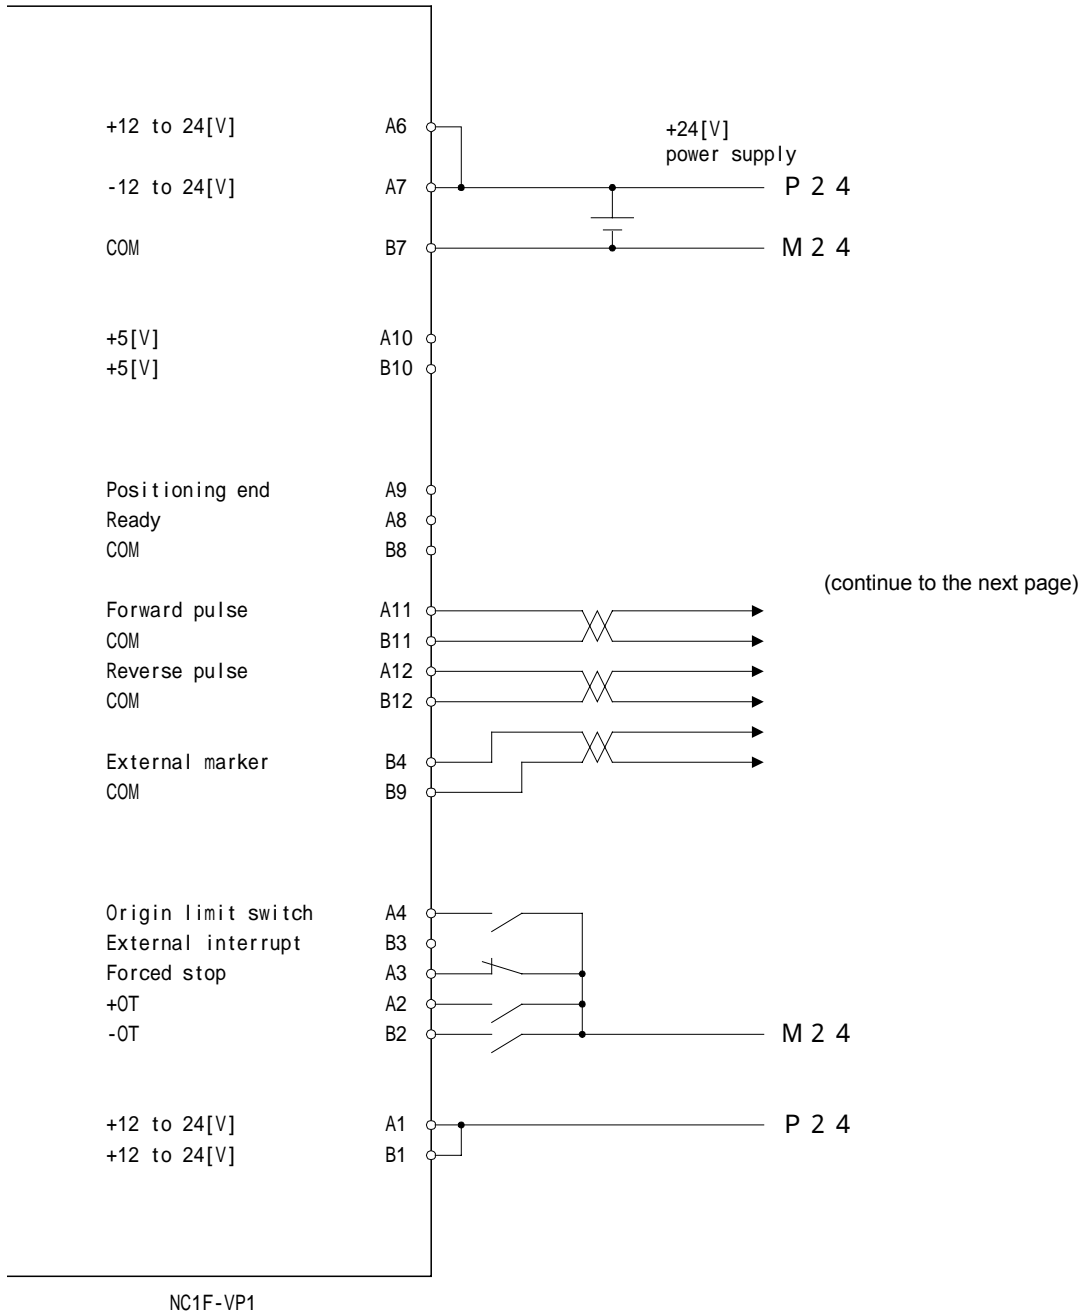 +12 to 24[V] A6
+24[V]
power supply
-12 to 24[V] A7 P24
COM B7 M24
+5[V] A10
+5[V] B10
Positioning end A9
Ready A8
COM B8
(continue to the next page)
Forward pulse A11
COM B11
Reverse pulse A12
COM B12
External marker B4
COM B9
Origin limit switch A4
External interrupt B3
Forced stop A3
+OT A2
-OT B2 M24
+12 to 24[V] A1 P24
+12 to 24[V] B1
NC1F-VP1